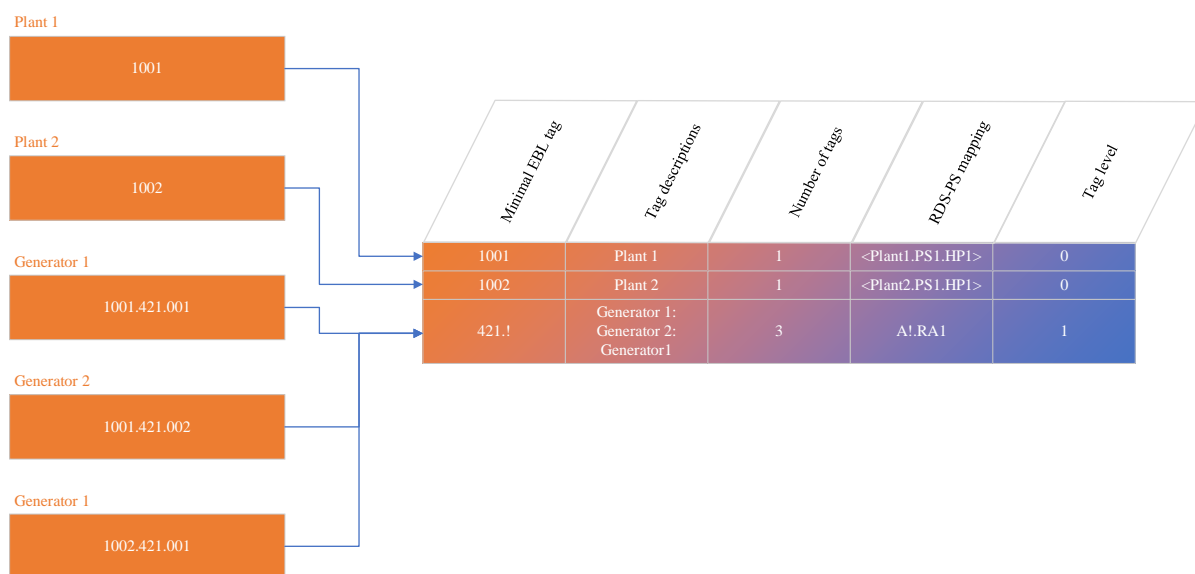 Plant 1
1001
Plant 2
1002
Generator 1
1001.421.001
Generator 2
1001.421.002
Generator 1
1002.421.001
Minimal EBL tag
Tag descriptions
Number of tags
RDS-PS mapping
Tag level
1001
Plant 1
1
<Plant1.PS1.HP1>
0
1002
Plant 2
1
<Plant2.PS1.HP1>
0
421.!
Generator 1:
Generator 2:
Generator1
3
A!.RA1
1